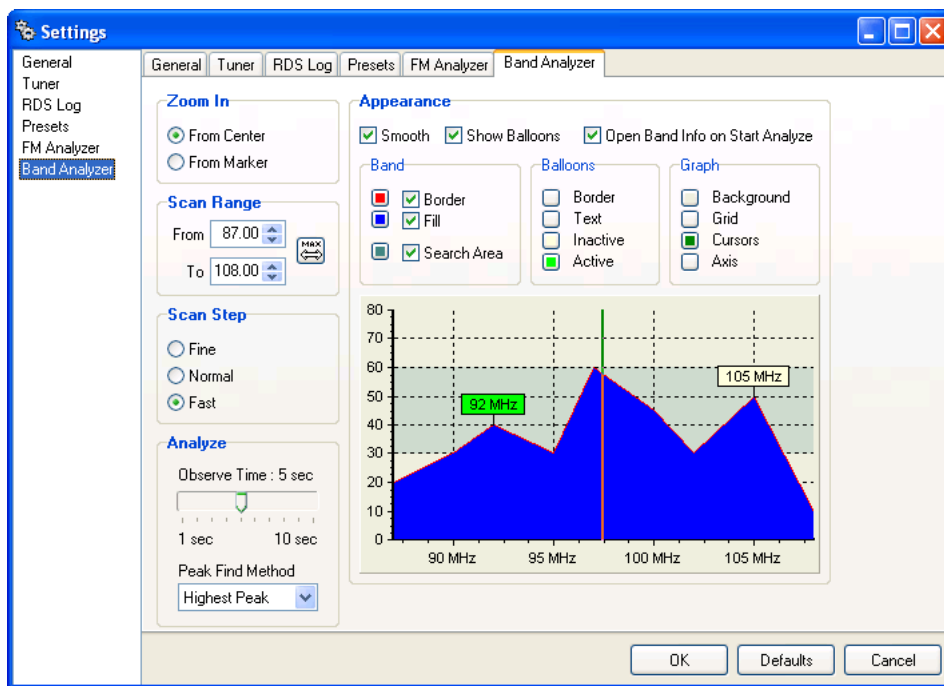 Settings
General
Tuner
RDS Log
Presets
FM Analyzer
Band Analyzer
General
Tuner
RDS Log
Presets
FM Analyzer
Band Analyzer
Zoom In
From Center
From Marker
Scan Range
From 87.00
To 108.00
MAX
Scan Step
Fine
Normal
Fast
Analyze
Observe Time : 5 sec
1 sec 10 sec
Peak Find Method
Highest Peak
Appearance
Smooth
Show Balloons
Open Band Info on Start Analyze
Band
Border
Fill
Search Area
Balloons
Border
Text
Inactive
Active
Graph
Background
Grid
Cursors
Axis
80
70
60
50
40
30
20
10
0
92 MHz
105 MHz
90 MHz
95 MHz
100 MHz
105 MHz
OK
Defaults
Cancel